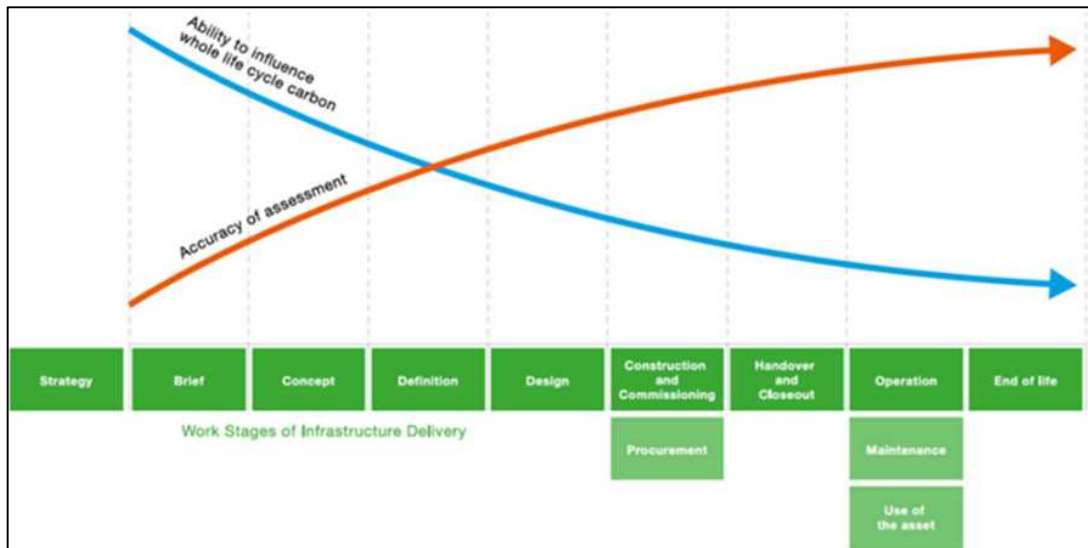 Ability to influence
whole life cycle carbon
Accuracy of assessment
Strategy
Brief
Concept
Definition
Design
Construction
and
Commissioning
Handover
and
Closeout
Operation
End of life
Work Stages of Infrastructure Delivery
Procurement
Maintenance
Use of
the asset